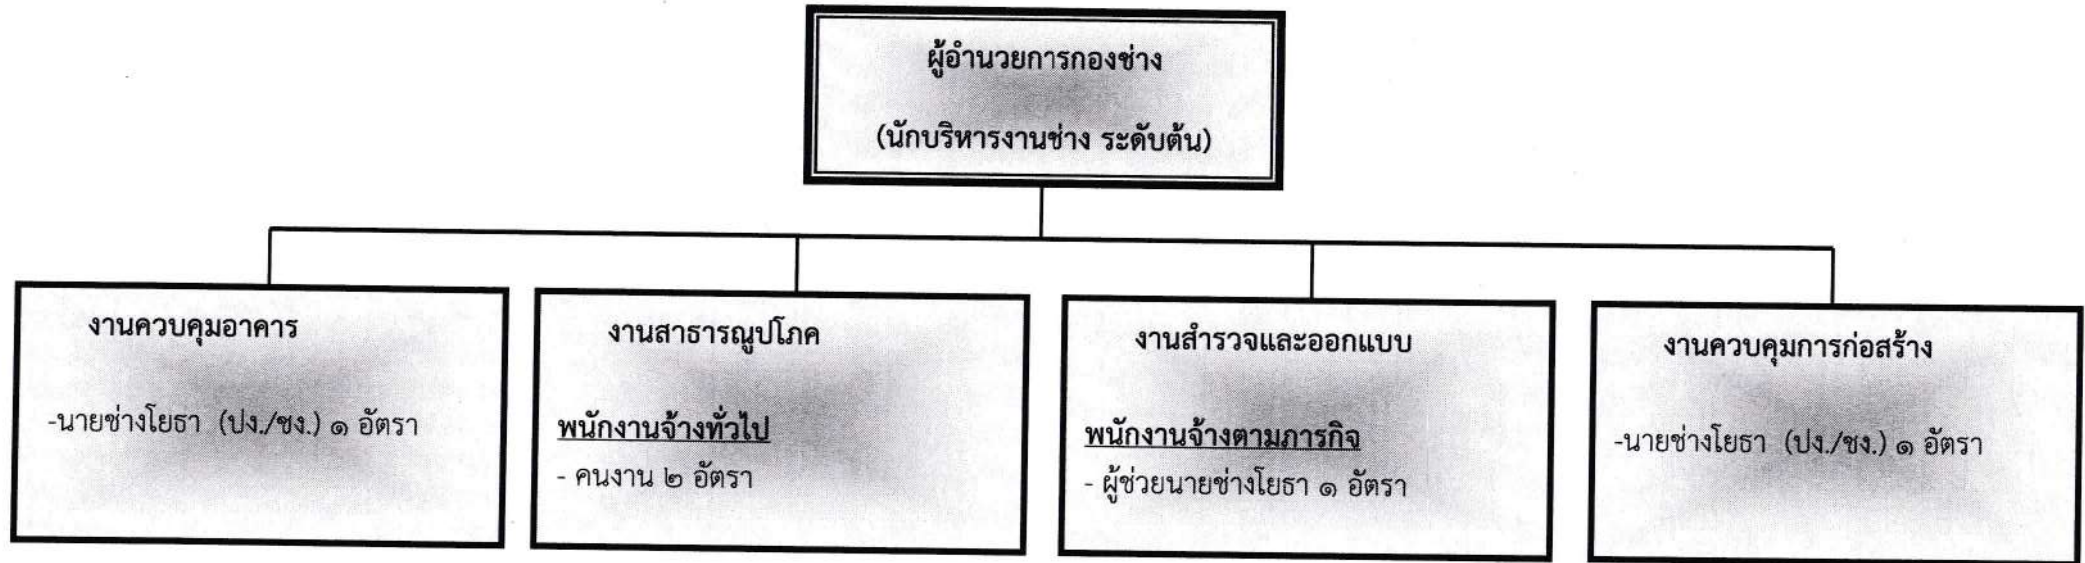 ผู้อำนวยการกองช่าง
(นักบริหารงานช่าง ระดับต้น)
งานควบคุมอาคาร
-นายช่างโยธา (ปง./ชง.) ๑ อัตรา
งานสาธารณูปโภค
พนักงานจ้างทั่วไป
- คนงาน ๒ อัตรา
งานสำรวจและออกแบบ
พนักงานจ้างตามภารกิจ
- ผู้ช่วยนายช่างโยธา ๑ อัตรา
งานควบคุมการก่อสร้าง
-นายช่างโยธา (ปง./ชง.) ๑ อัตรา